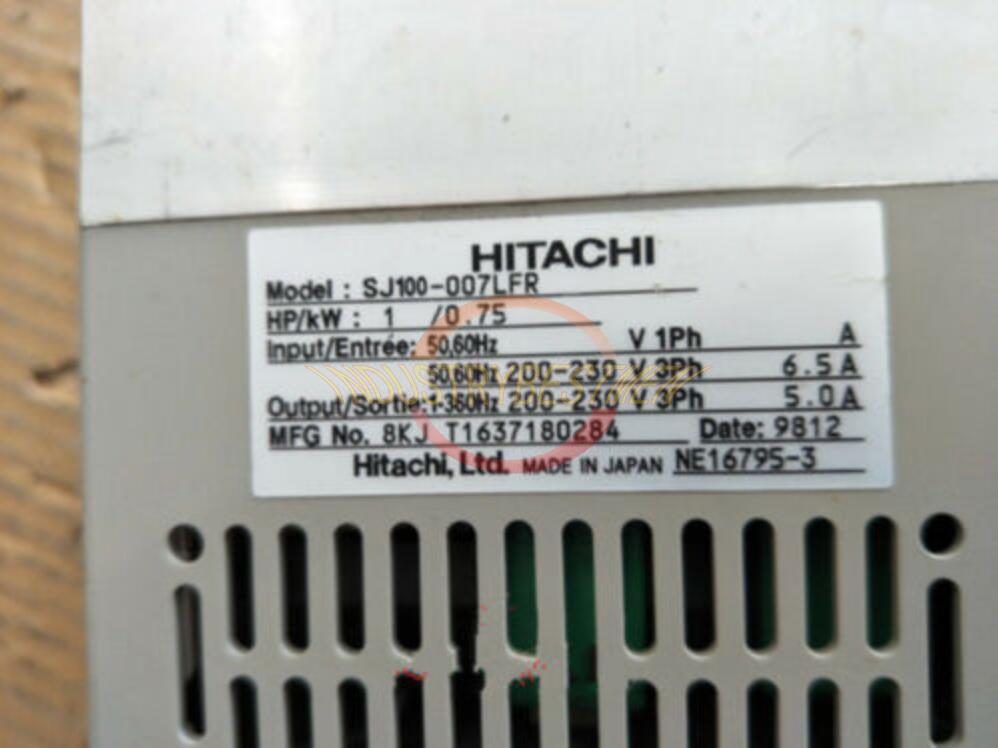 HITACHI
Model : SJ100-007LFR
HP/kW : 1 /0.75
Input/Entrée: 50,60Hz V 1Ph A
50,60Hz 200-230 V 3Ph 6.5 A
Output/Sortie:1-360Hz 200-230 V 3Ph 5.0 A
MFG No. 8KJ T1637180284 Date: 9812
Hitachi, Ltd. MADE IN JAPAN NE16795-3